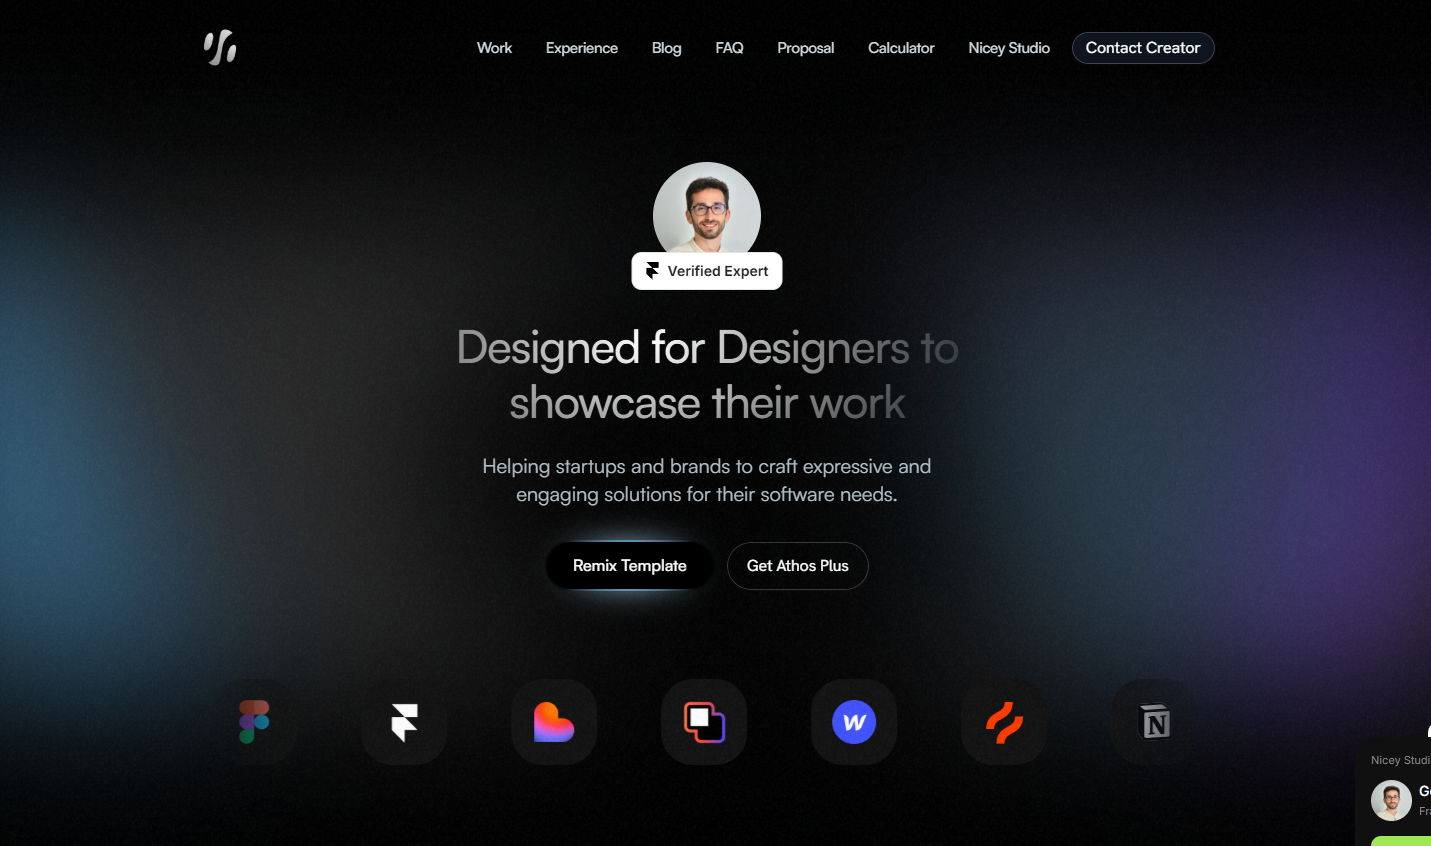 Work
Experience
Blog
FAQ
Proposal
Calculator
Nicey Studio
Contact Creator
Verified Expert
Designed for Designers to
showcase their work
Helping startups and brands to craft expressive and
engaging solutions for their software needs.
Remix Template
Get Athos Plus
w
N
Nicey Studi